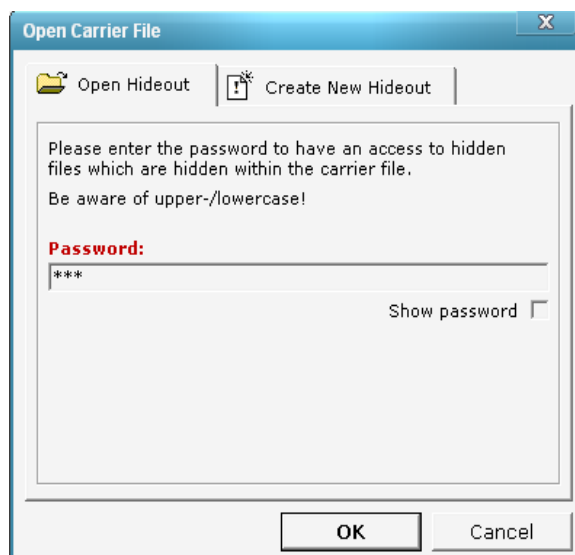 Open Carrier File
X
Open Hideout
Create New Hideout
Please enter the password to have an access to hidden
files which are hidden within the carrier file.
Be aware of upper-/lowercase!
Password:
***
Show password
OK
Cancel